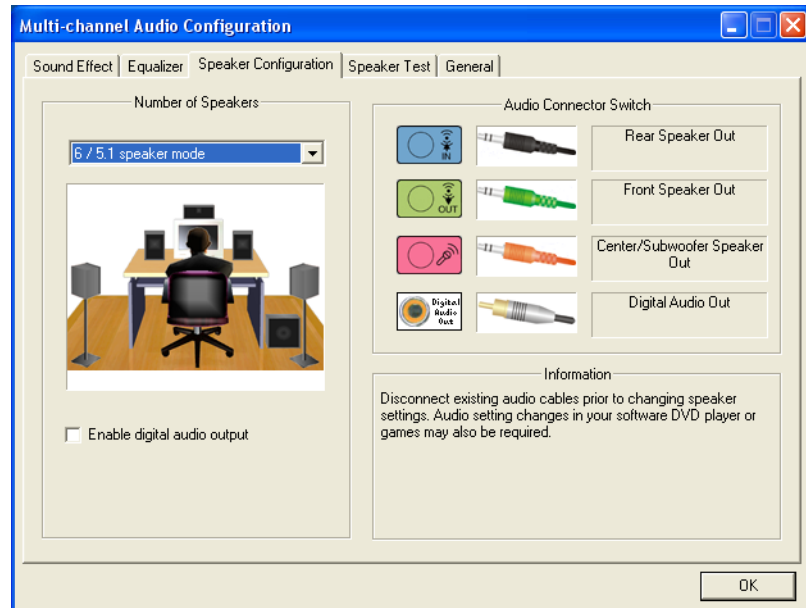 Multi-channel Audio Configuration
Sound Effect
Equalizer
Speaker Configuration
Speaker Test
General
Number of Speakers
6 / 5.1 speaker mode
Enable digital audio output
Audio Connector Switch
IN
Rear Speaker Out
OUT
Front Speaker Out
Center/Subwoofer Speaker
Out
Digital
Audio
Out
Digital Audio Out
Information
Disconnect existing audio cables prior to changing speaker
settings. Audio setting changes in your software DVD player or
games may also be required.
OK